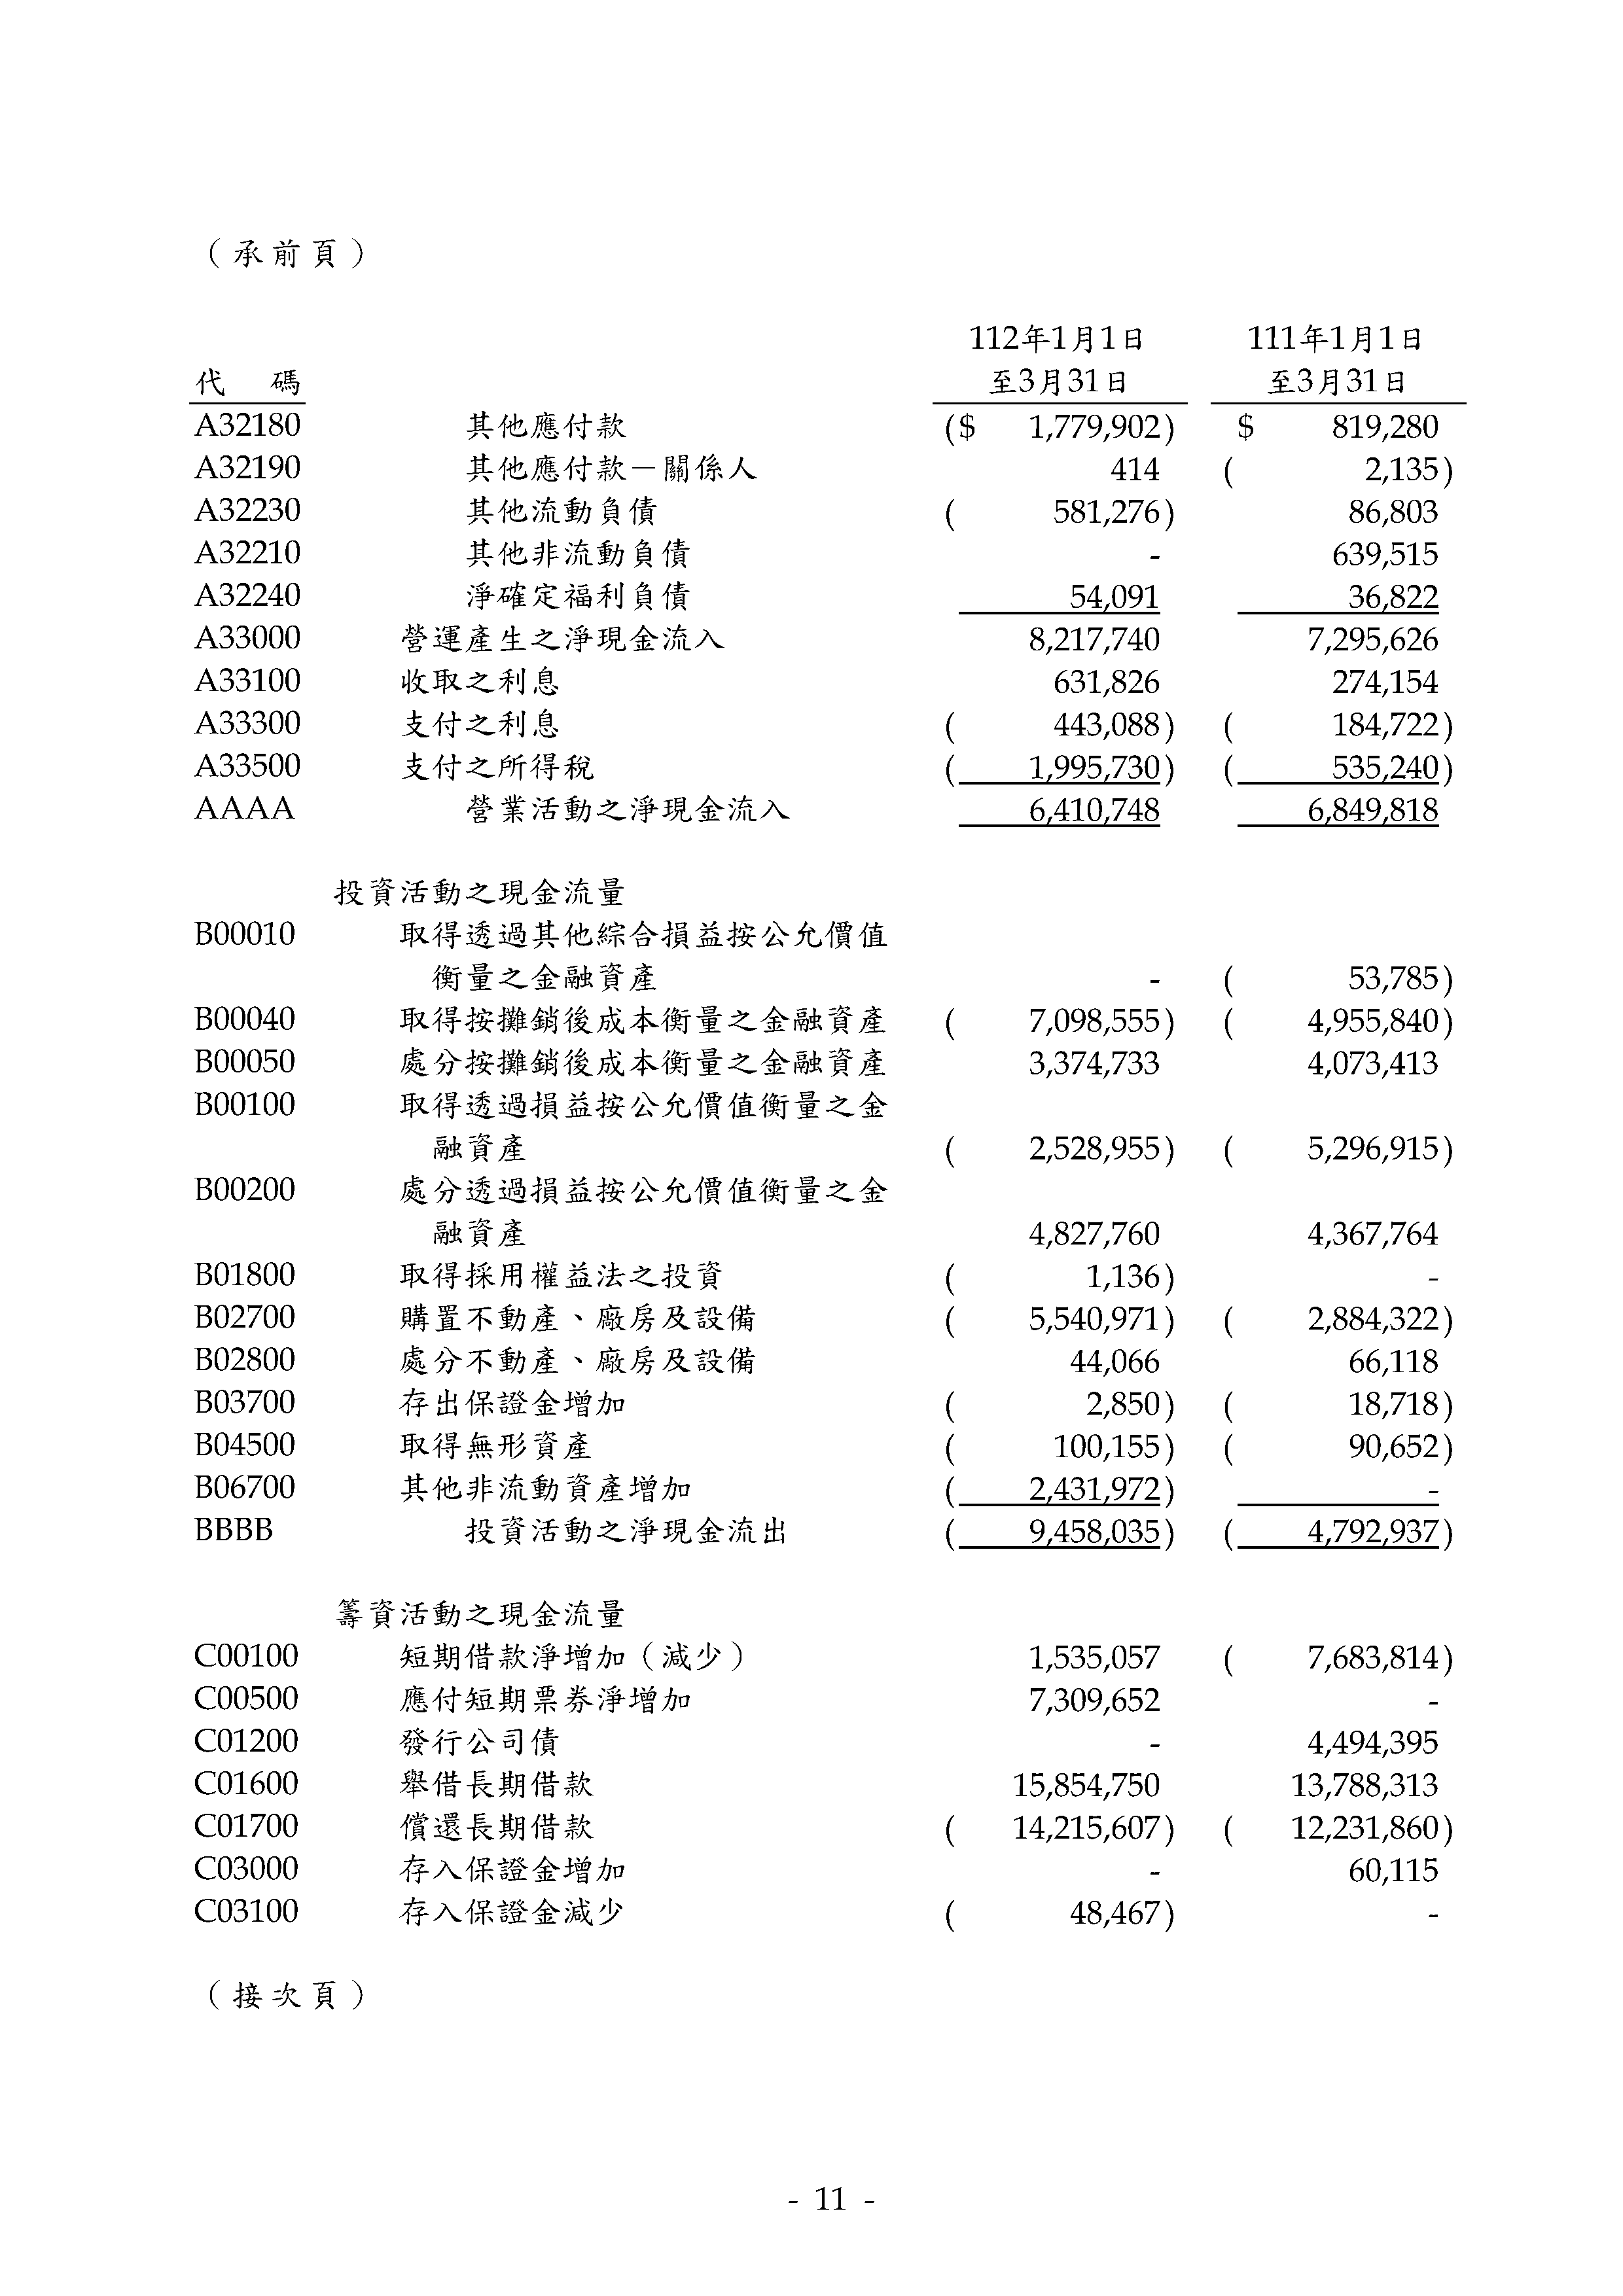 （承前頁）
112年1月1日 111年1月1日
代 碼 至3月31日 至3月31日
A32180 其他應付款 ($ 1,779,902) $ 819,280
A32190 其他應付款－關係人 414 ( 2,135)
A32230 其他流動負債 ( 581,276) 86,803
A32210 其他非流動負債 - 639,515
A32240 淨確定福利負債 54,091 36,822
A33000 營運產生之淨現金流入 8,217,740 7,295,626
A33100 收取之利息 631,826 274,154
A33300 支付之利息 ( 443,088) ( 184,722)
A33500 支付之所得稅 ( 1,995,730) ( 535,240)
AAAA 營業活動之淨現金流入 6,410,748 6,849,818
投資活動之現金流量
B00010 取得透過其他綜合損益按公允價值
衡量之金融資產 - ( 53,785)
B00040 取得按攤銷後成本衡量之金融資產 ( 7,098,555) ( 4,955,840)
B00050 處分按攤銷後成本衡量之金融資產 3,374,733 4,073,413
B00100 取得透過損益按公允價值衡量之金
融資產 ( 2,528,955) ( 5,296,915)
B00200 處分透過損益按公允價值衡量之金
融資產 4,827,760 4,367,764
B01800 取得採用權益法之投資 ( 1,136) -
B02700 購置不動產、廠房及設備 ( 5,540,971) ( 2,884,322)
B02800 處分不動產、廠房及設備 44,066 66,118
B03700 存出保證金增加 ( 2,850) ( 18,718)
B04500 取得無形資產 ( 100,155) ( 90,652)
B06700 其他非流動資產增加 ( 2,431,972) -
BBBB 投資活動之淨現金流出 ( 9,458,035) ( 4,792,937)
籌資活動之現金流量
C00100 短期借款淨增加（減少） 1,535,057 ( 7,683,814)
C00500 應付短期票券淨增加 7,309,652 -
C01200 發行公司債 - 4,494,395
C01600 舉借長期借款 15,854,750 13,788,313
C01700 償還長期借款 ( 14,215,607) ( 12,231,860)
C03000 存入保證金增加 - 60,115
C03100 存入保證金減少 ( 48,467) -
（接次頁）
- 11 -